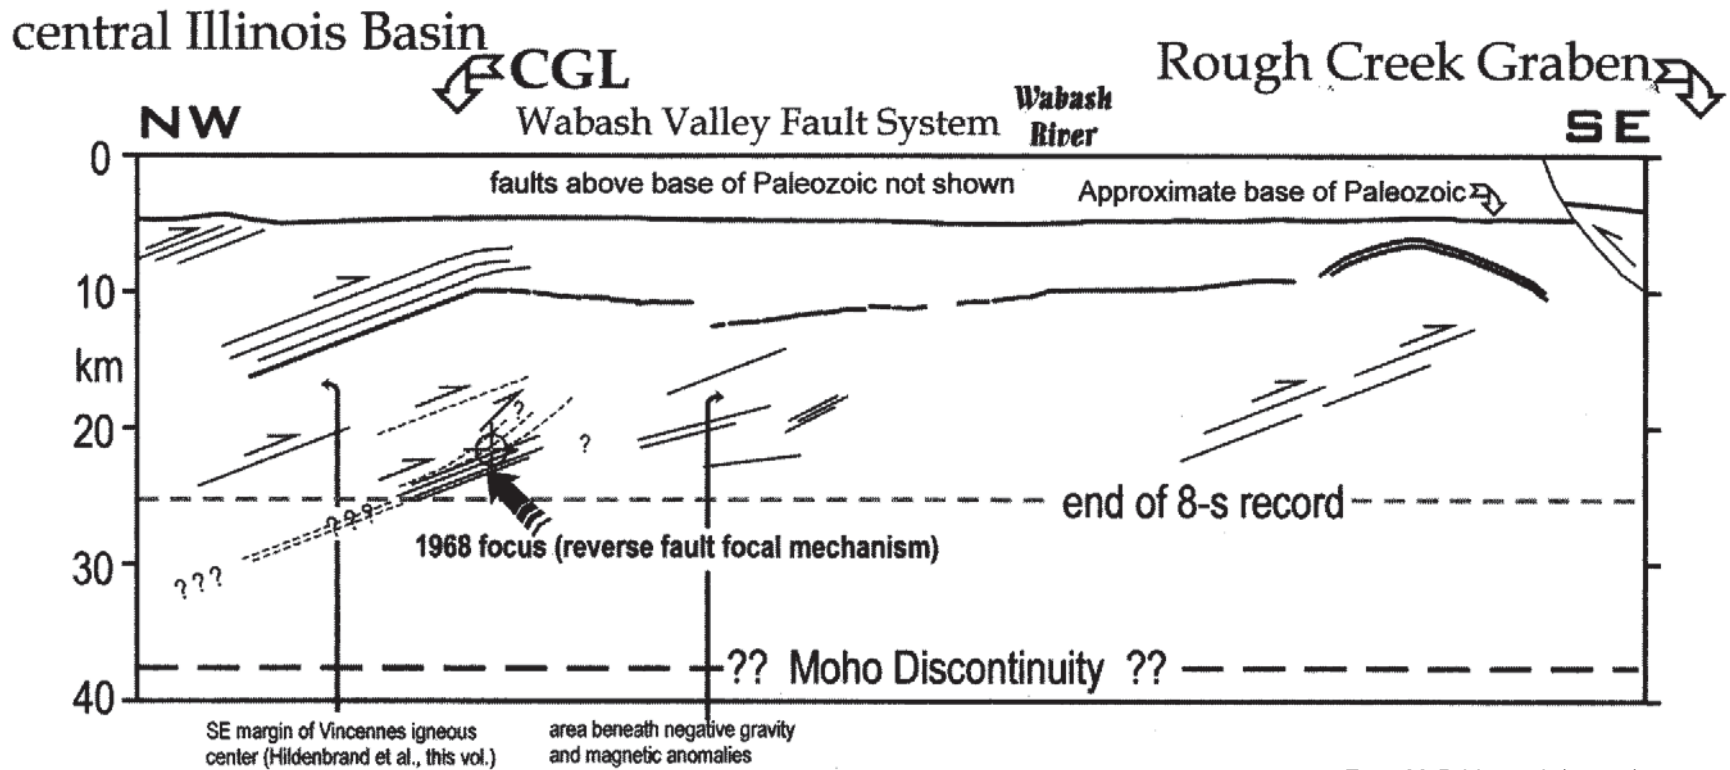 central Illinois Basin
CGL
Rough Creek Graben
NW
Wabash Valley Fault System
Wabash
River
SE
0
faults above base of Paleozoic not shown
Approximate base of Paleozoic
10
km
20
?
?
end of 8-s record
???
1968 focus (reverse fault focal mechanism)
30
???
?? Moho Discontinuity ??
40
SE margin of Vincennes igneous
center (Hildenbrand et al., this vol.)
area beneath negative gravity
and magnetic anomalies